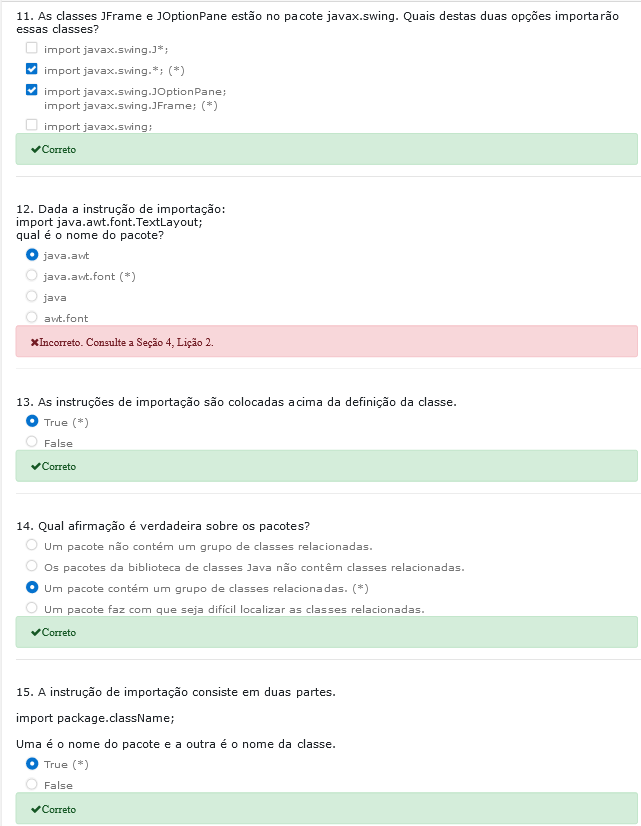 11. As classes JFrame e JOptionPane estão no pacote javax.swing. Quais destas duas opções importarão
essas classes?
import javax.swing.J*;
import javax.swing.*; (*)
import javax.swing.JOptionPane;
import javax.swing.JFrame; (*)
import javax.swing;
Correto
12. Dada a instrução de importação:
import java.awt.font.TextLayout;
qual é o nome do pacote?
java.awt
java.awt.font (*)
java
awt.font
Incorreto. Consulte a Seção 4, Lição 2.
13. As instruções de importação são colocadas acima da definição da classe.
True (*)
False
Correto
14. Qual afirmação é verdadeira sobre os pacotes?
Um pacote não contém um grupo de classes relacionadas.
Os pacotes da biblioteca de classes Java não contêm classes relacionadas.
Um pacote contém um grupo de classes relacionadas. (*)
Um pacote faz com que seja difícil localizar as classes relacionadas.
Correto
15. A instrução de importação consiste em duas partes.
import package.className;
Uma é o nome do pacote e a outra é o nome da classe.
True (*)
False
Correto